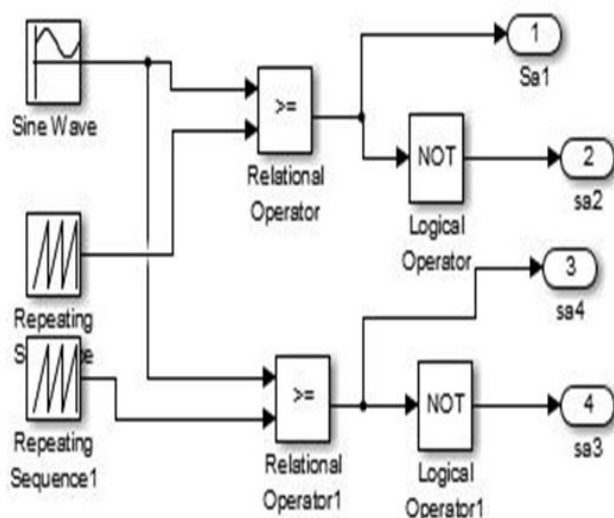 Sine Wave
>=
Relational
Operator
1
Sa1
NOT
Logical
Operator
2
sa2
Repeating
3
sa4
Repeating
Sequence1
>=
Relational
Operator1
NOT
Logical
Operator1
4
sa3